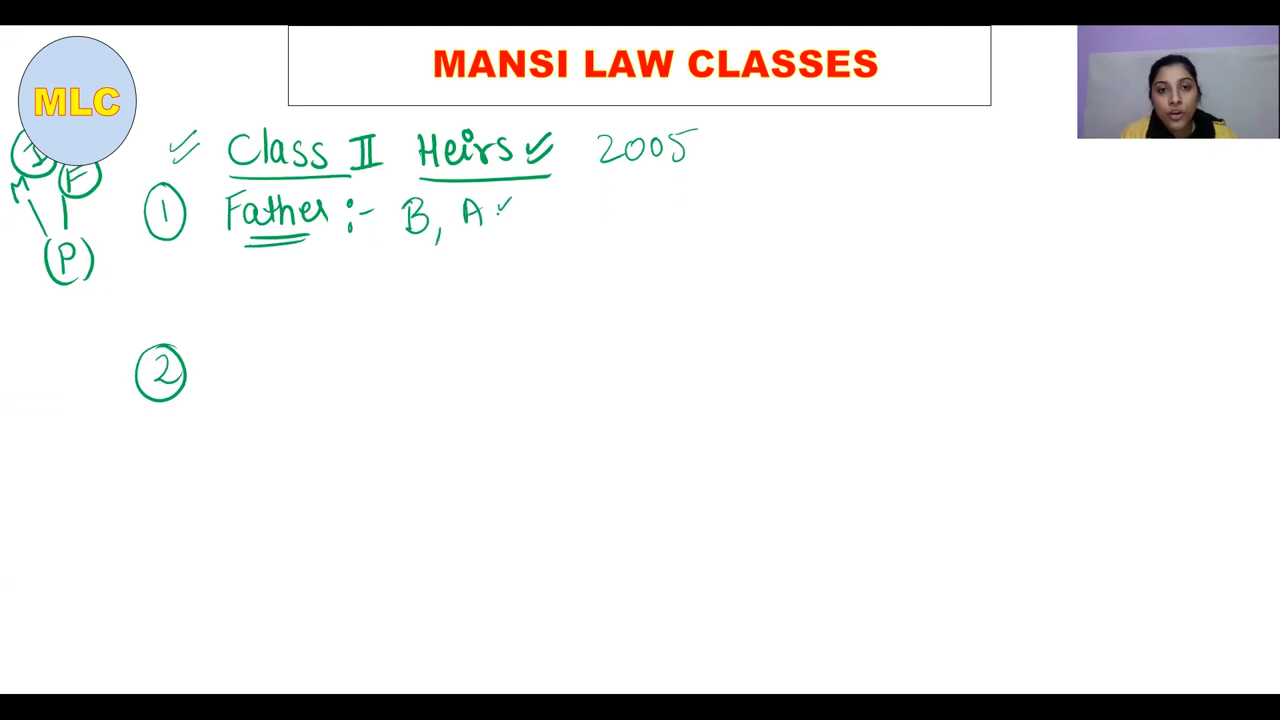 MANSI LAW CLASSES
MLC
Class II Heirs 2005
M F
1 Father :- B, A
(P)
2